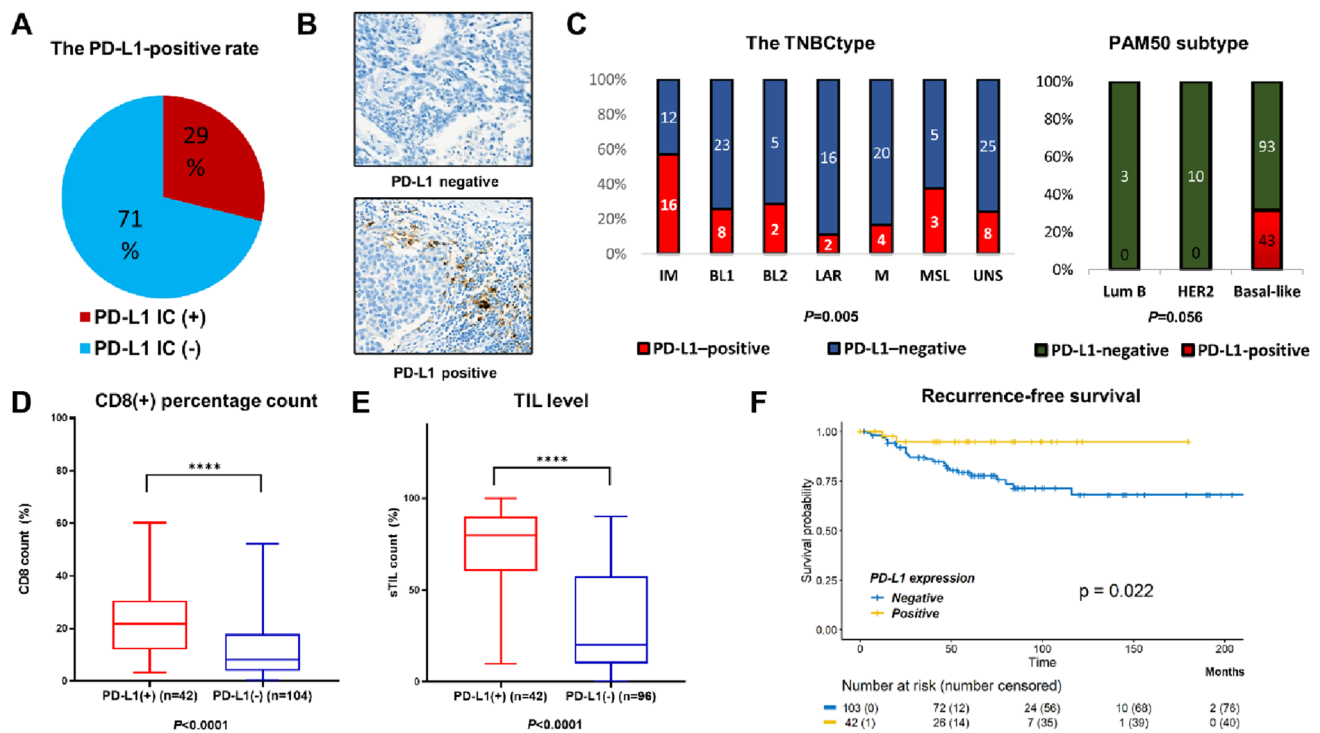 A
The PD-L1-positive rate
29
%
71
%
PD-L1 IC (+)
PD-L1 IC (-)
B
PD-L1 negative
PD-L1 positive
C
The TNBCtype
100%
80%
60%
40%
20%
0%
12
23
5
16
20
5
25
16
8
2
2
4
3
8
IM BL1 BL2 LAR M MSL UNS
P=0.005
PD-L1–positive PD-L1–negative
PAM50 subtype
100%
80%
60%
40%
20%
0%
3
10
93
0
0
43
Lum B HER2 Basal-like
P=0.056
PD-L1-negative PD-L1-positive
D
CD8(+) percentage count
CD8 count (%)
100
80
60
40
20
0
****
PD-L1(+) (n=42) PD-L1(-) (n=104)
P<0.0001
E
TIL level
sTIL count (%)
100
50
0
****
PD-L1(+) (n=42) PD-L1(-) (n=96)
P<0.0001
F
Recurrence-free survival
Survival probability
1.00
0.75
0.50
0.25
0.00
PD-L1 expression
Negative
Positive
p = 0.022
0 50 100 150 200
Time
Months
Number at risk (number censored)
103 (0) 72 (12) 24 (56) 10 (68) 2 (76)
42 (1) 26 (14) 7 (35) 1 (39) 0 (40)